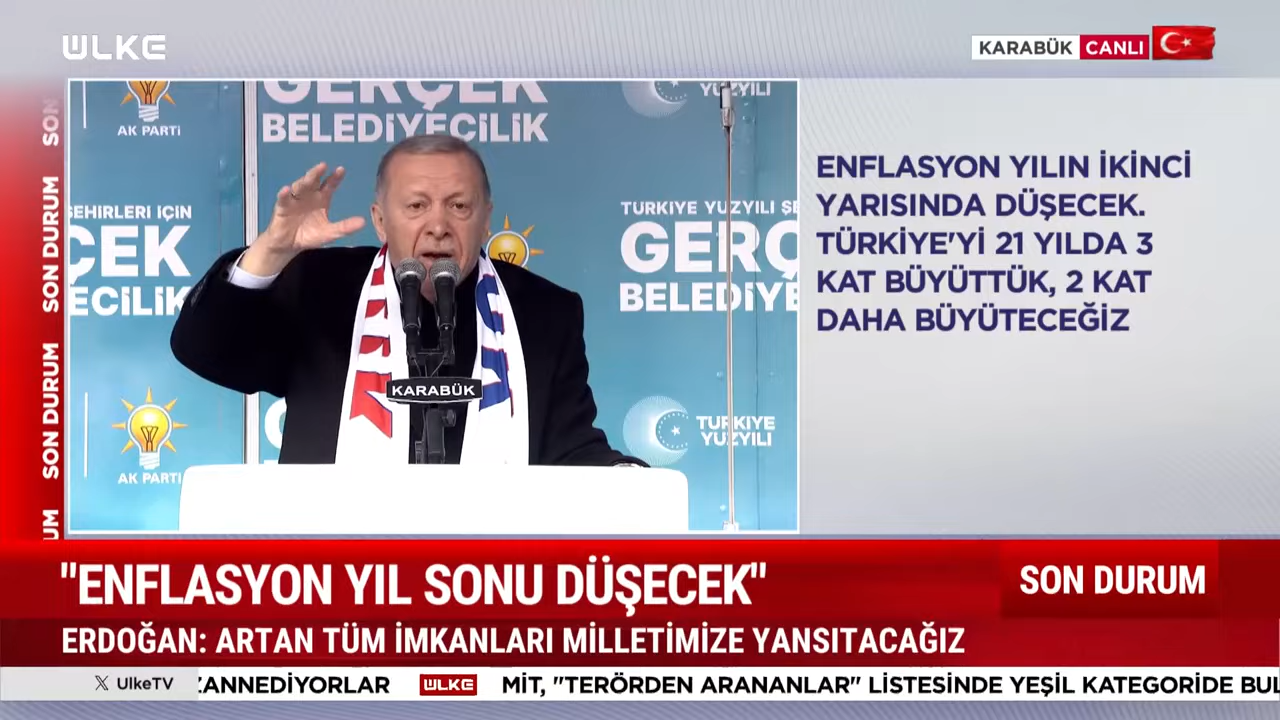 ÜLKE
KARABÜK CANLI
SON
SON DURUM
SON DURUM
UM
AK PARTİ
GERÇEK
BELEDİYECİLİK
YÜZYILI
ŞEHİRLERİ İÇİN
ÇEK
ECİLİK
TÜRKİYE YÜZYILI ŞE
GERÇ
BELEDİYE
KARABÜK
AK PARTİ
TÜRKİYE
YÜZYILI
ENFLASYON YILIN İKİNCİ
YARISINDA DÜŞECEK.
TÜRKİYE'Yİ 21 YILDA 3
KAT BÜYÜTTÜK, 2 KAT
DAHA BÜYÜTECEĞİZ
"ENFLASYON YIL SONU DÜŞECEK"
SON DURUM
ERDOĞAN: ARTAN TÜM İMKANLARI MİLLETİMİZE YANSITACAĞIZ
X UlkeTV ZANNEDİYORLAR ÜLKE MİT, "TERÖRDEN ARANANLAR" LİSTESİNDE YEŞİL KATEGORİDE BUL